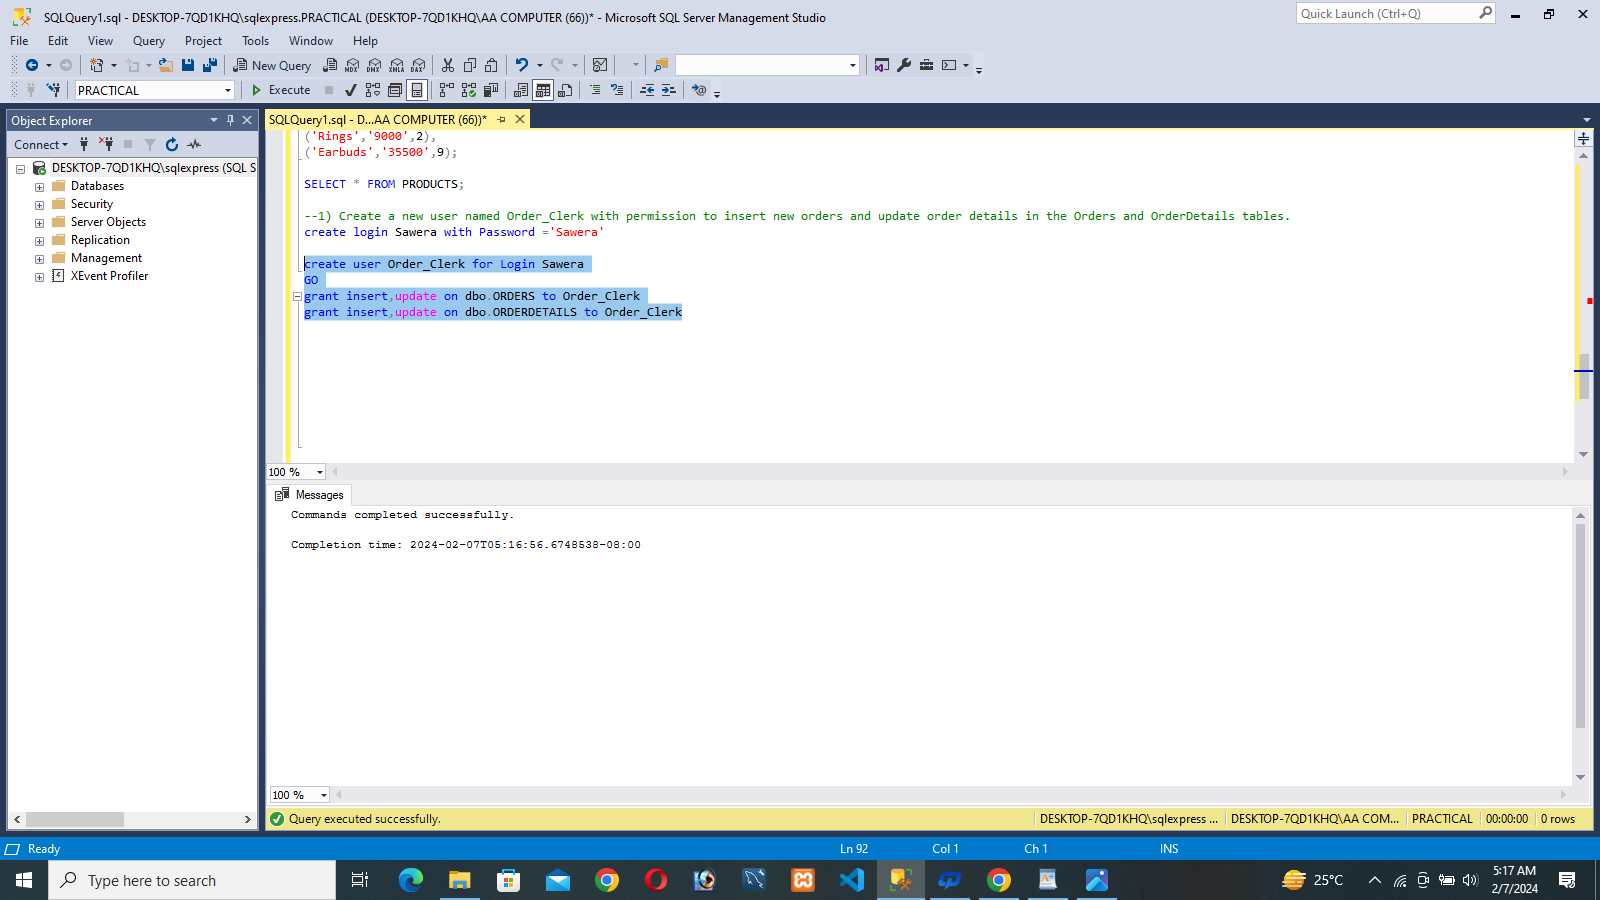 SQLQuery1.sql - DESKTOP-7QD1KHQ\sqlexpress.PRACTICAL (DESKTOP-7QD1KHQ\AA COMPUTER (66))* - Microsoft SQL Server Management Studio
Quick Launch (Ctrl+Q)
File Edit View Query Project Tools Window Help
New Query
MDX DMX XMLA DAX
PRACTICAL
Execute
Object Explorer
SQLQuery1.sql - D...AA COMPUTER (66))*
Connect
DESKTOP-7QD1KHQ\sqlexpress (SQL S
Databases
Security
Server Objects
Replication
Management
XEvent Profiler
('Rings','9000',2),
('Earbuds','35500',9);
SELECT * FROM PRODUCTS;
--1) Create a new user named Order_Clerk with permission to insert new orders and update order details in the Orders and OrderDetails tables.
create login Sawera with Password ='Sawera'
create user Order_Clerk for Login Sawera
GO
grant insert,update on dbo.ORDERS to Order_Clerk
grant insert,update on dbo.ORDERDETAILS to Order_Clerk
100 %
Messages
Commands completed successfully.
Completion time: 2024-02-07T05:16:56.6748538-08:00
100 %
Query executed successfully.
DESKTOP-7QD1KHQ\sqlexpress ... DESKTOP-7QD1KHQ\AA COM... PRACTICAL 00:00:00 0 rows
Ready
Ln 92 Col 1 Ch 1 INS
Type here to search
25°C
5:17 AM
2/7/2024